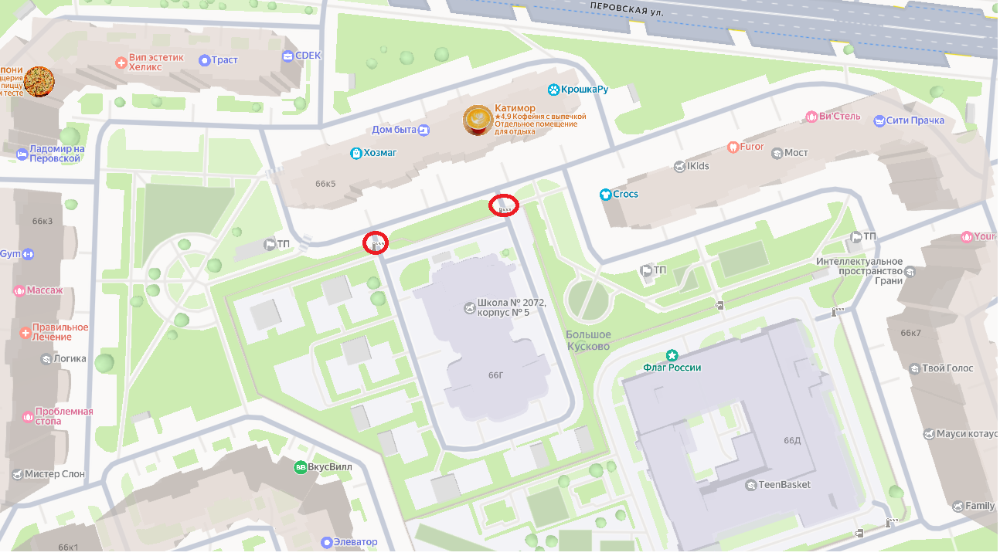 ПЕРОВСКАЯ ул.
CDEK
Вип эстетик
Хеликс
Траст
ПОНИ
пиццу
тесте
КрошкаРу
Катимор
★4,9 Кофейня с выпечкой
Отдельное помещение
для отдыха
Дом быта
Хозмаг
66к5
Ладомир на
Перовской
Ви'Стель
Сити Прачка
Furor
Мост
IKids
Crocs
66к3
Gym
ТП
ТП
ТП
Your
Интеллектуальное
пространство
Грани
Массаж
Школа № 2072,
корпус № 5
Правильное
Лечение
Большое
Кусково
66к7
Логика
Флаг России
Твой Голос
66Г
Проблемная
стопа
Мауси котаус
66Д
ВкусВилл
Мистер Слон
TeenBasket
Family
Элеватор
66к1